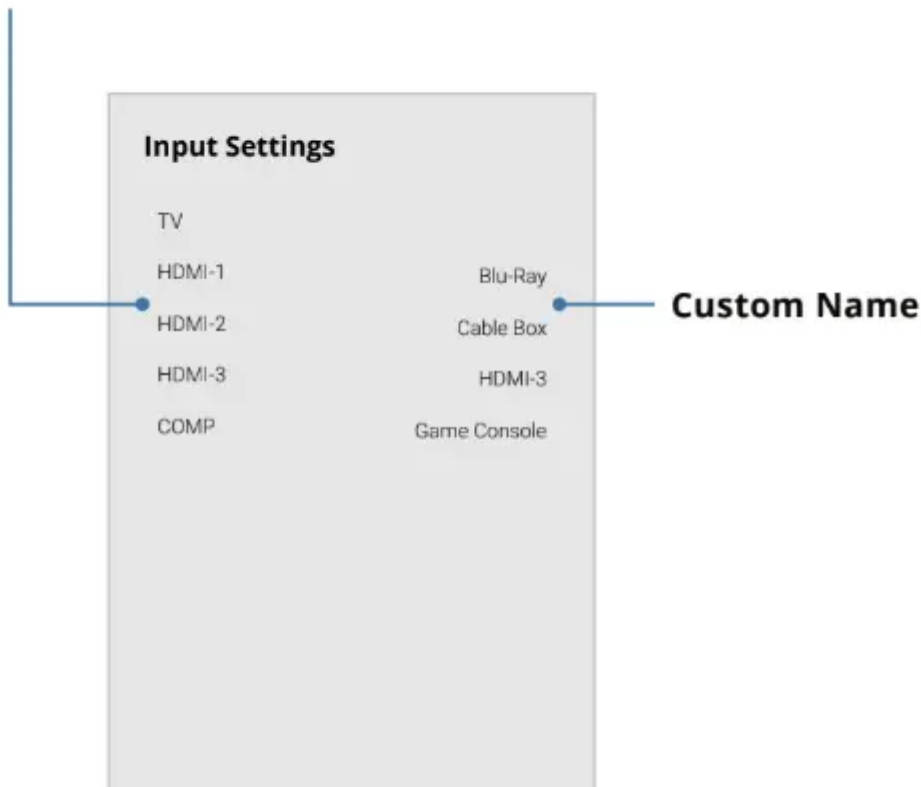 Input Settings
TV
HDMI-1 Blu-Ray
Custom Name
HDMI-2 Cable Box
HDMI-3 HDMI-3
COMP Game Console